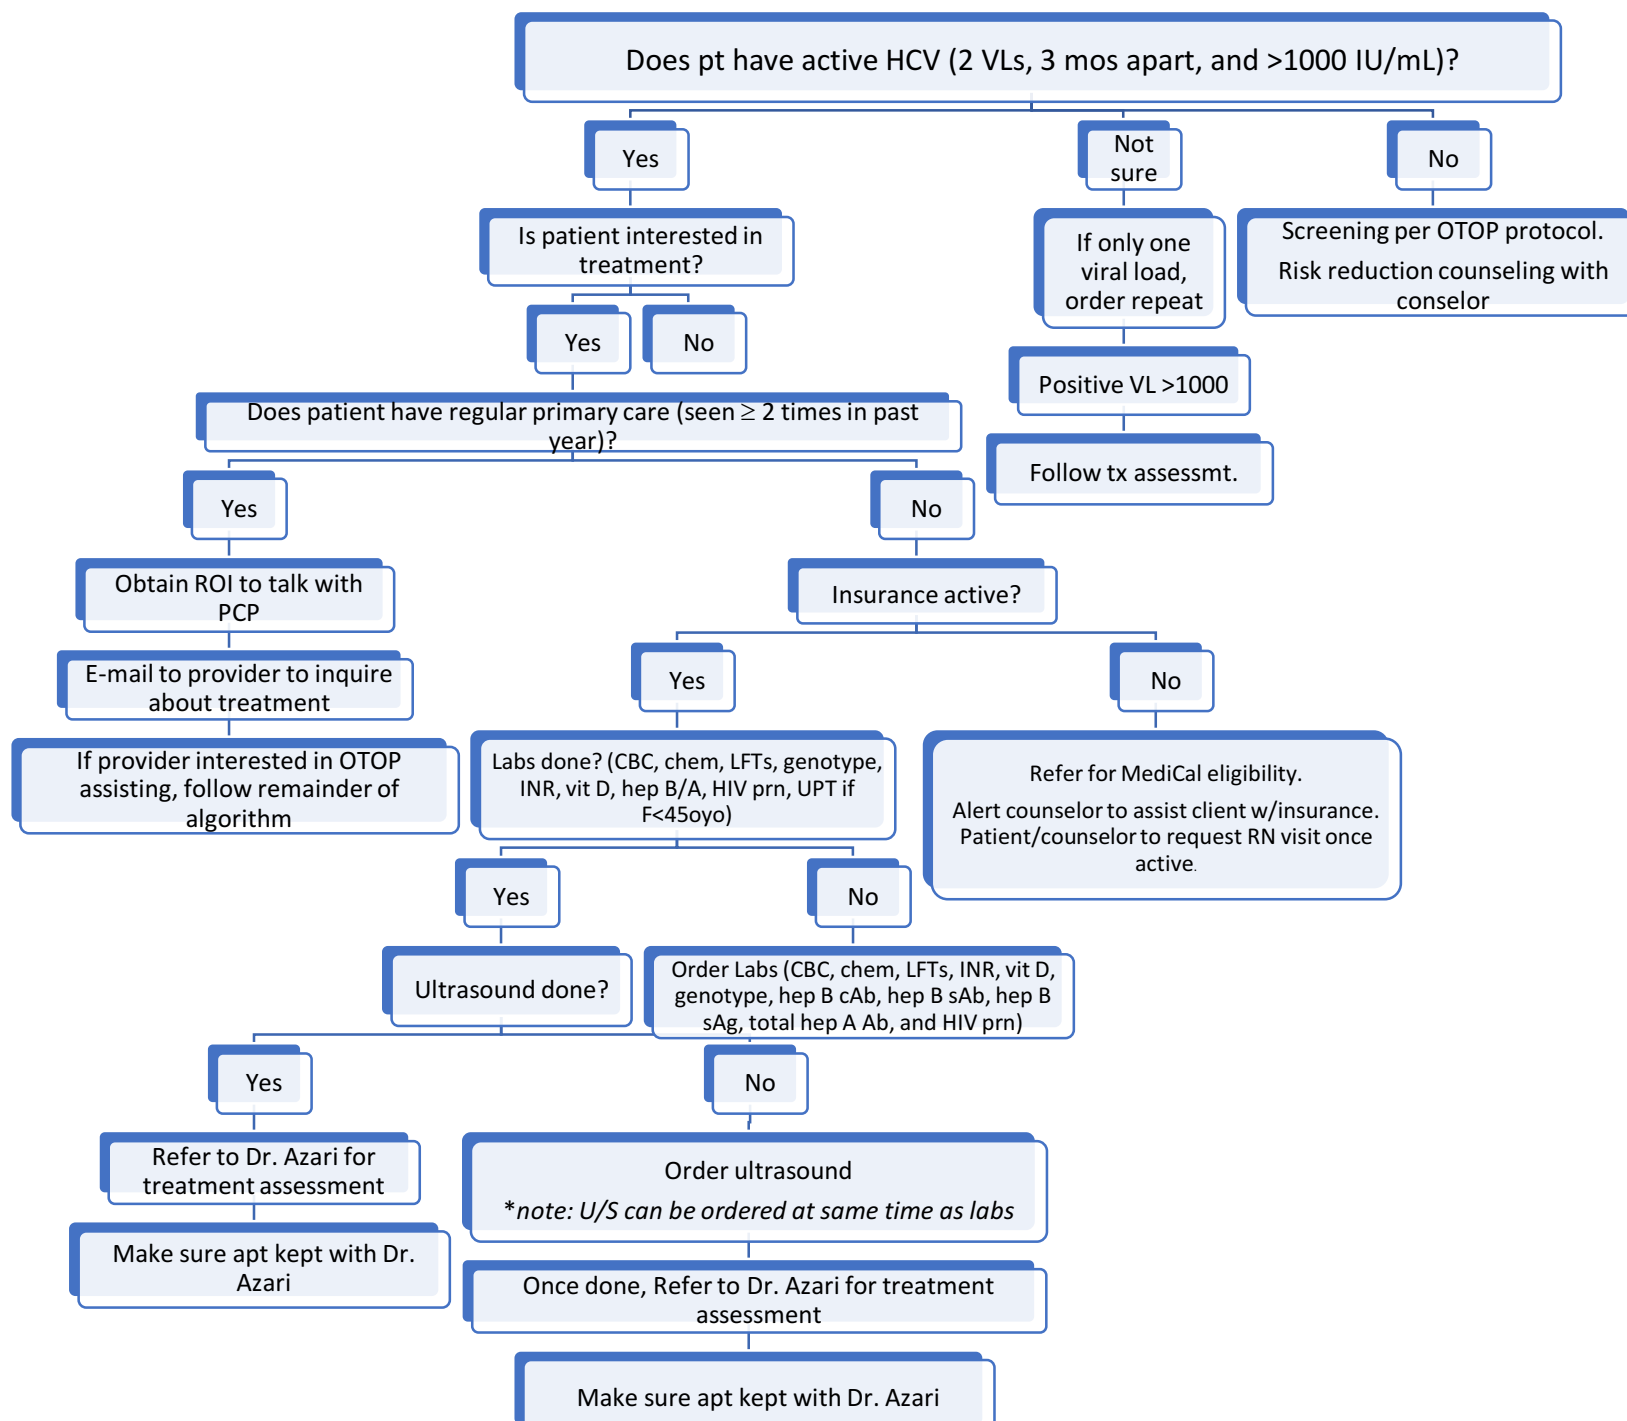 Does pt have active HCV (2 VLs, 3 mos apart, and >1000 IU/mL)?
Yes
Not
sure
No
Is patient interested in
treatment?
If only one
viral load,
order repeat
Screening per OTOP protocol.
Risk reduction counseling with
conselor
Yes
No
Positive VL >1000
Does patient have regular primary care (seen ≥ 2 times in past
year)?
Follow tx assessmt.
Yes
No
Obtain ROI to talk with
PCP
Insurance active?
E-mail to provider to inquire
about treatment
Yes
No
If provider interested in OTOP
assisting, follow remainder of
algorithm
Labs done? (CBC, chem, LFTs, genotype,
INR, vit D, hep B/A, HIV prn, UPT if
F<45oyo)
Refer for MediCal eligibility.
Alert counselor to assist client w/insurance.
Patient/counselor to request RN visit once
active.
Yes
No
Ultrasound done?
Order Labs (CBC, chem, LFTs, INR, vit D,
genotype, hep B cAb, hep B sAb, hep B
sAg, total hep A Ab, and HIV prn)
Yes
No
Refer to Dr. Azari for
treatment assessment
Order ultrasound
*note: U/S can be ordered at same time as labs
Make sure apt kept with Dr.
Azari
Once done, Refer to Dr. Azari for treatment
assessment
Make sure apt kept with Dr. Azari